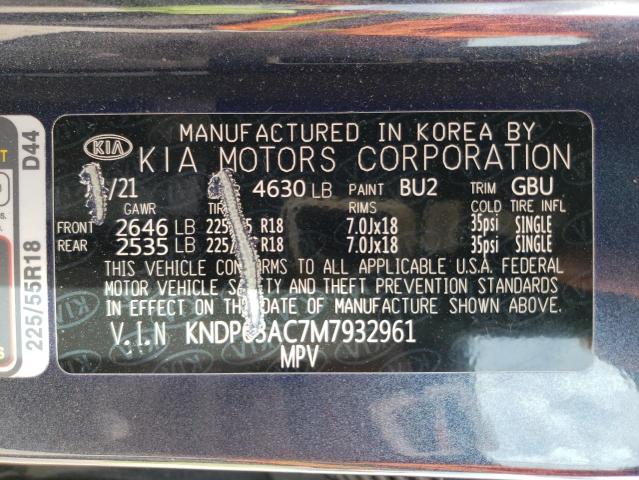 MANUFACTURED IN KOREA BY
KIA KIA MOTORS CORPORATION
/21 4630 LB PAINT BU2 TRIM GBU
GAWR RIMS COLD TIRE INFL
FRONT 2646 LB R18 7.0Jx18 35psi SINGLE
REAR 2535 LB R18 7.0Jx18 35psi SINGLE
THIS VEHICLE CONFORMS TO ALL APPLICABLE U.S.A. FEDERAL
MOTOR VEHICLE SAFETY AND THEFT PREVENTION STANDARDS
IN EFFECT ON THE DATE OF MANUFACTURE SHOWN ABOVE.
V.I.N
MPV
225/55R18 D44